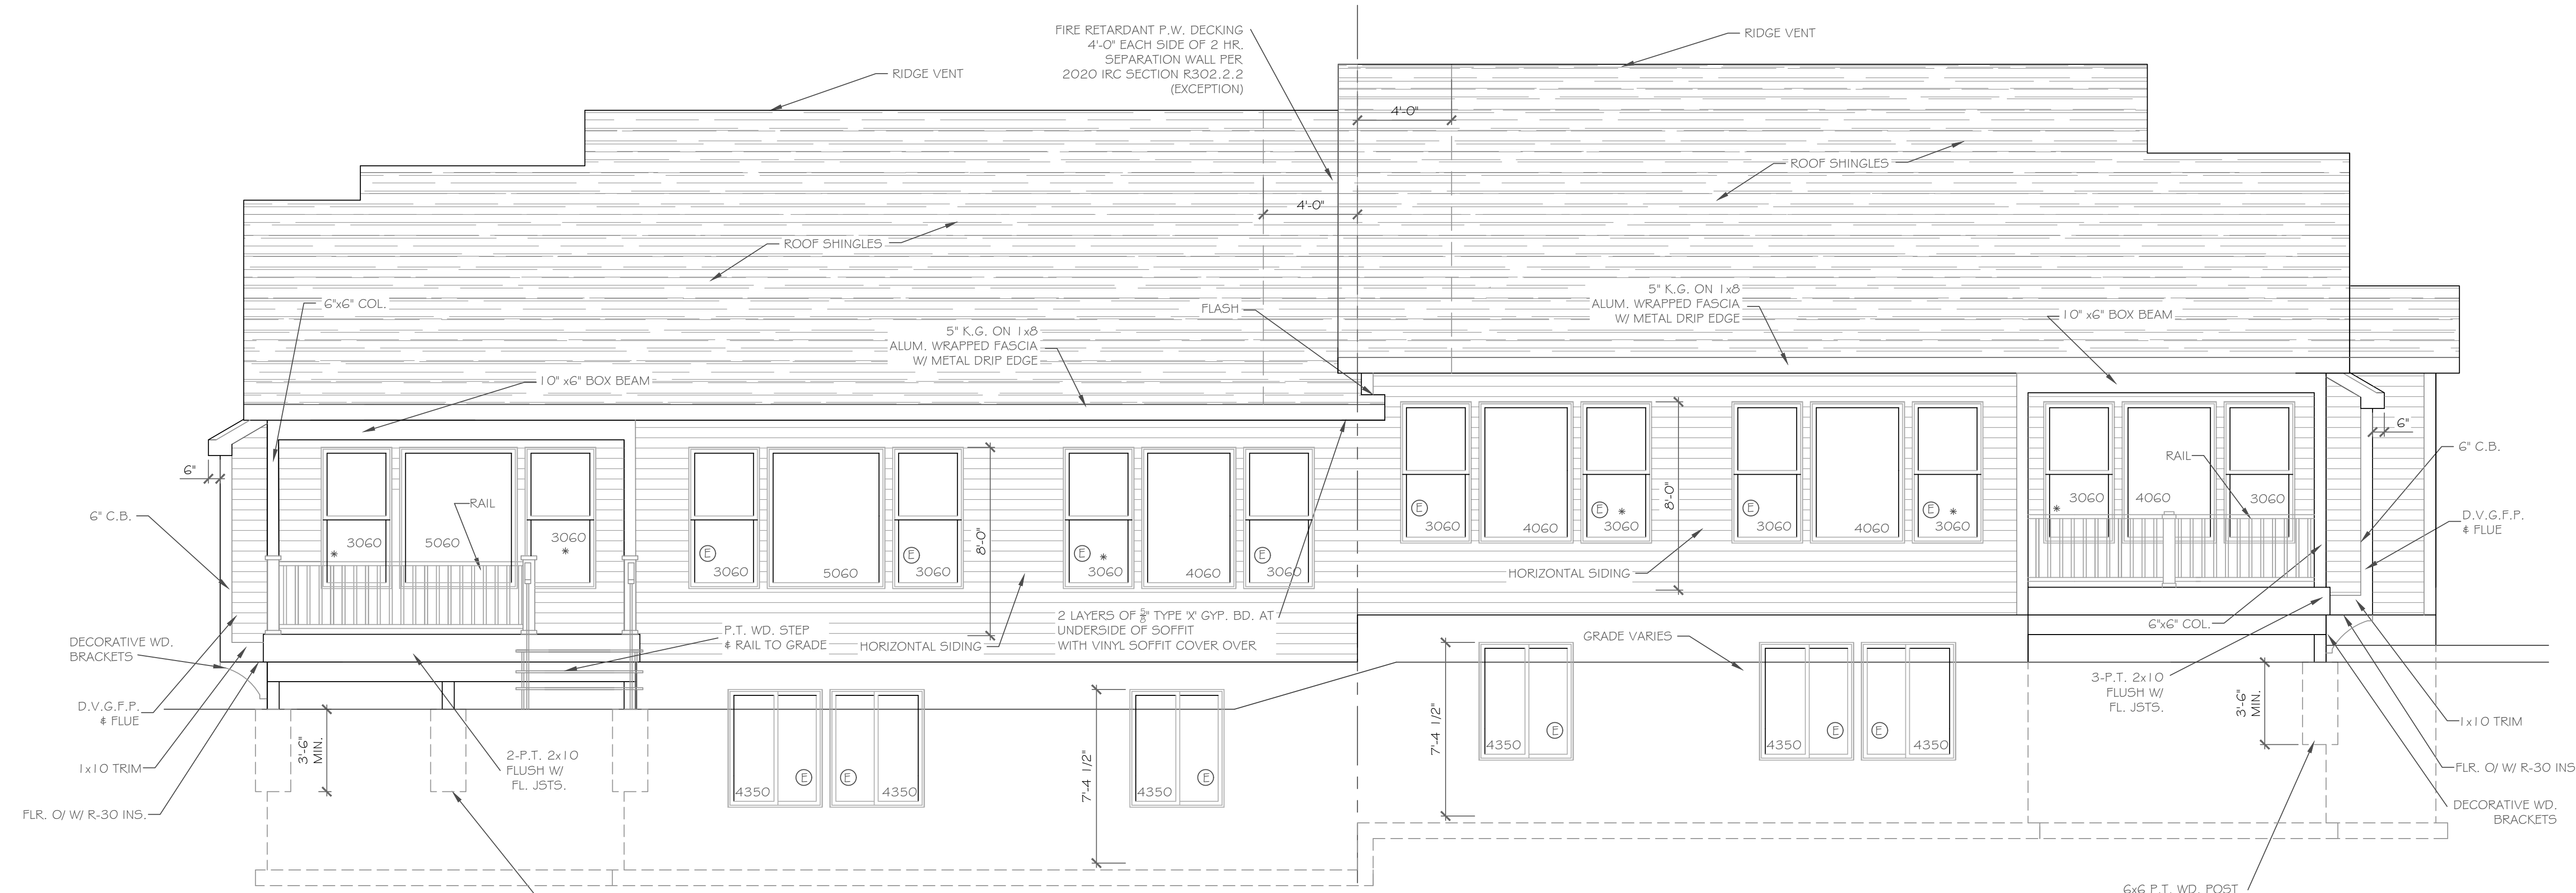 FIRE RETARDANT P.W. DECKING
4'-0" EACH SIDE OF 2 HR.
SEPARATION WALL PER
2020 IRC SECTION R302.2.2
(EXCEPTION)
RIDGE VENT
RIDGE VENT
4'-0"
4'-0"
ROOF SHINGLES
ROOF SHINGLES
6"x6" COL.
FLASH
5" K.G. ON 1x8
ALUM. WRAPPED FASCIA
W/ METAL DRIP EDGE
5" K.G. ON 1x8
ALUM. WRAPPED FASCIA
W/ METAL DRIP EDGE
10" x6" BOX BEAM
10" x6" BOX BEAM
6"
6"
6" C.B.
RAIL
3060
*
5060
3060
*
E
3060
5060
E
3060
8'-0"
E
*
3060
4060
E
3060
E
3060
4060
E
*
3060
8'-0"
E
3060
4060
E
*
3060
RAIL
3060
*
4060
3060
6" C.B.
D.V.G.F.P.
& FLUE
DECORATIVE WD.
BRACKETS
P.T. WD. STEP
& RAIL TO GRADE
HORIZONTAL SIDING
2 LAYERS OF 5/8" TYPE 'X' GYP. BD. AT
UNDERSIDE OF SOFFIT
WITH VINYL SOFFIT COVER OVER
HORIZONTAL SIDING
GRADE VARIES
6"x6" COL.
3-P.T. 2x10
FLUSH W/
FL. JSTS.
D.V.G.F.P.
& FLUE
1x10 TRIM
FLR. O/ W/ R-30 INS.
3'-6"
MIN.
2-P.T. 2x10
FLUSH W/
FL. JSTS.
4350
E
E
4350
7'-4 1/2"
4350
E
7'-4 1/2"
4350
E
4350
E
E
4350
3'-6"
MIN.
1x10 TRIM
FLR. O/ W/ R-30 INS
DECORATIVE WD.
BRACKETS
6x6 P.T. WD. POST